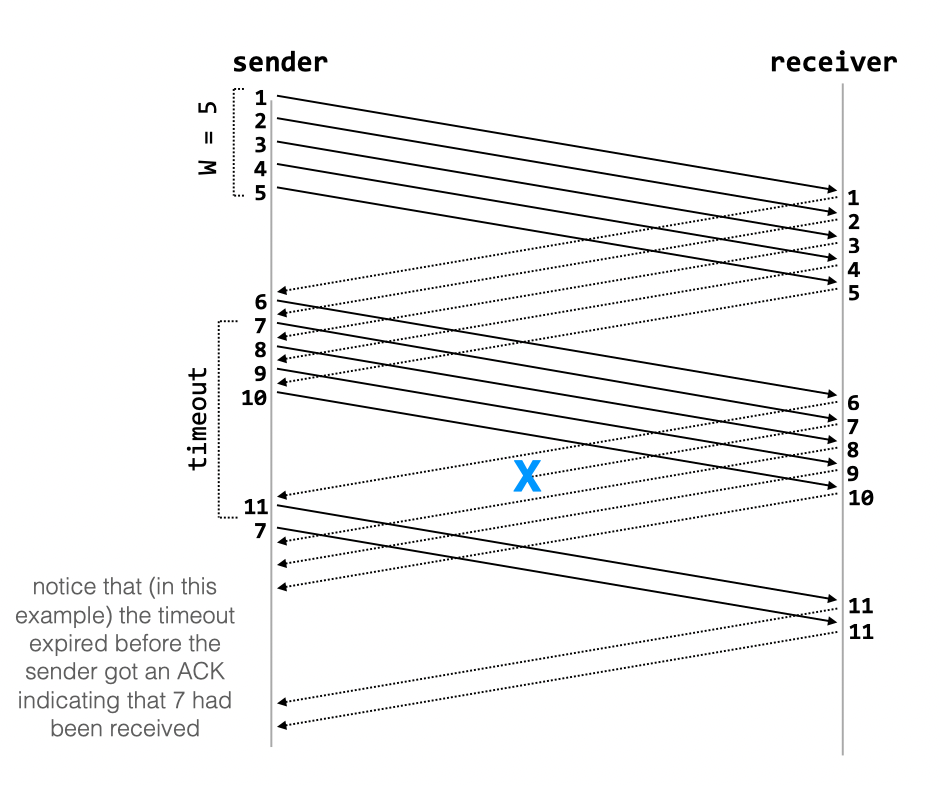 sender
receiver
W = 5
1
2
3
4
5
1
2
3
4
5
6
7
8
9
10
timeout
6
7
8
9
10
X
11
7
notice that (in this
example) the timeout
expired before the
sender got an ACK
indicating that 7 had
been received
11
11